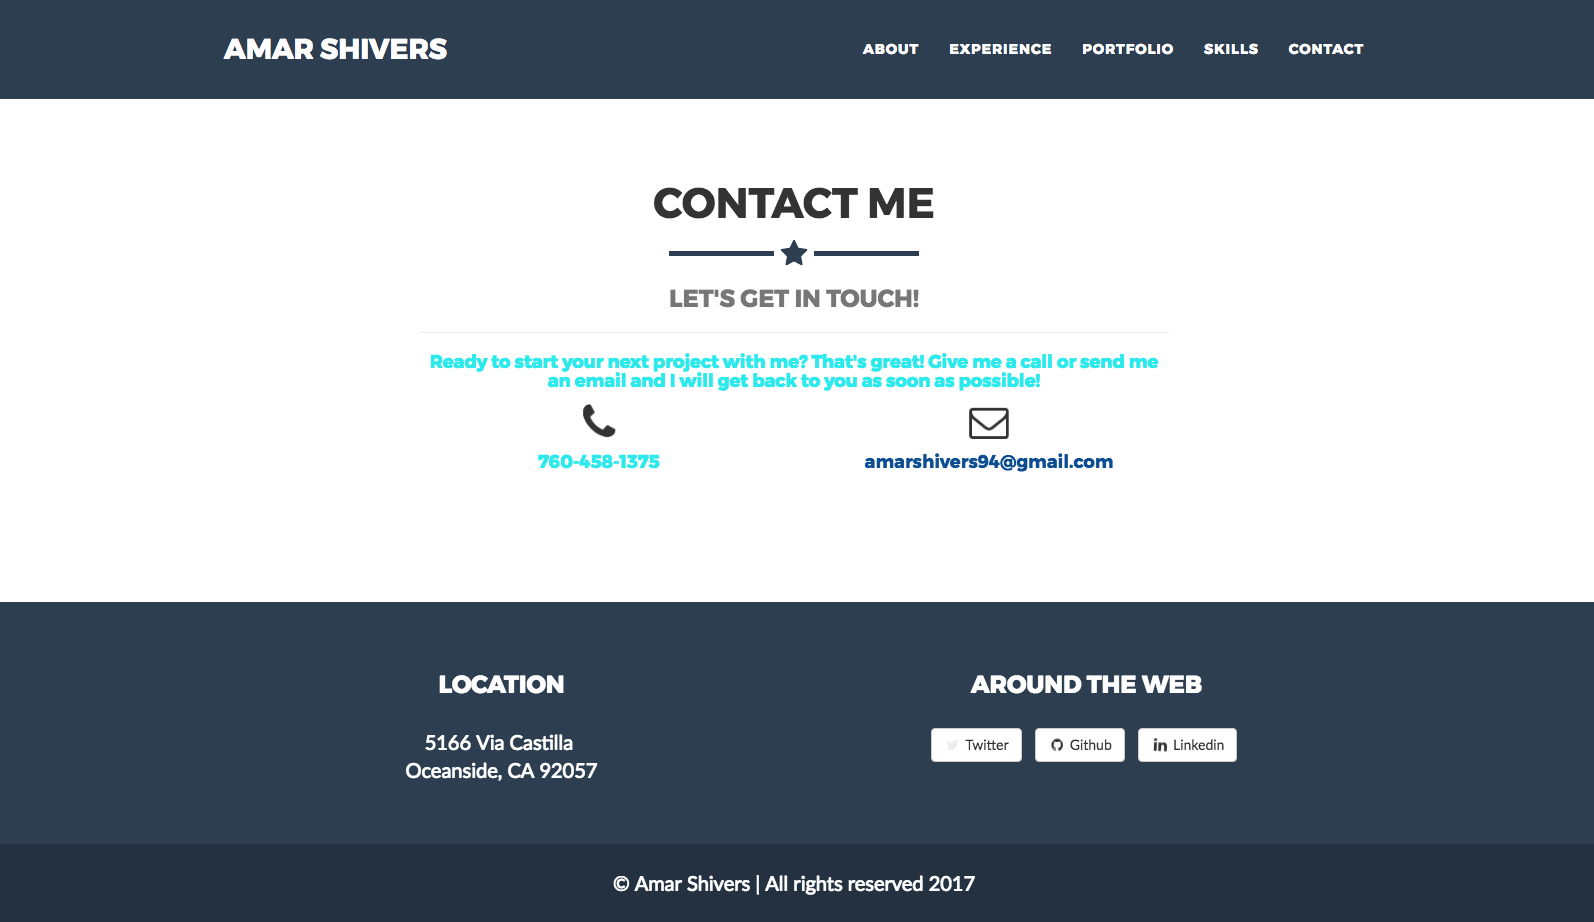 AMAR SHIVERS
ABOUT EXPERIENCE PORTFOLIO SKILLS CONTACT
CONTACT ME
LET'S GET IN TOUCH!
Ready to start your next project with me? That's great! Give me a call or send me
an email and I will get back to you as soon as possible!
760-458-1375
amarshivers94@gmail.com
LOCATION
5166 Via Castilla
Oceanside, CA 92057
AROUND THE WEB
Twitter Github Linkedin
© Amar Shivers | All rights reserved 2017